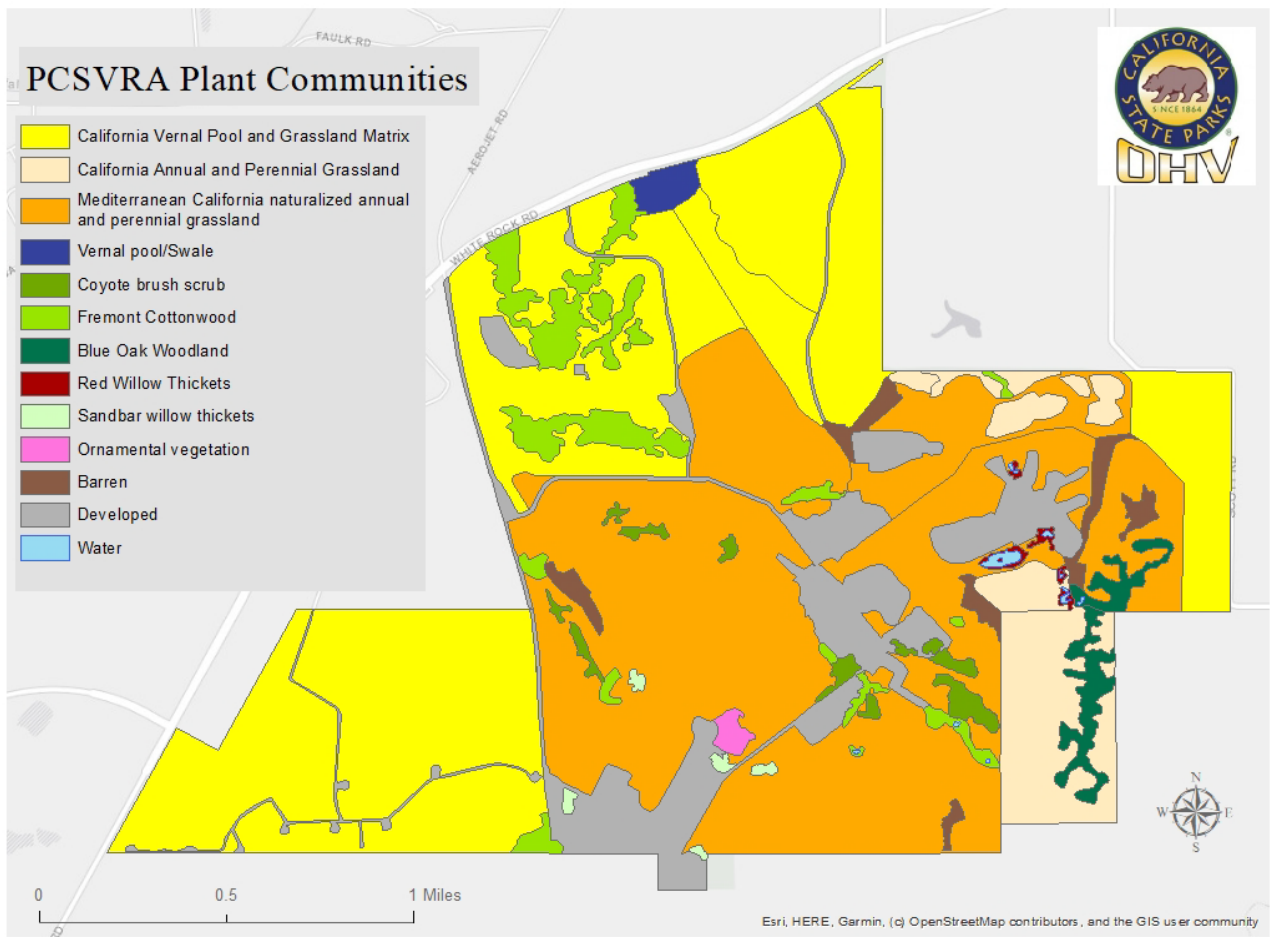 FAULK RD
PCSVRA Plant Communities
AEROJET RD
CALIFORNIA
SINCE 1864
STATE PARKS
®
OHV
California Vernal Pool and Grassland Matrix
California Annual and Perennial Grassland
Mediterranean California naturalized annual
and perennial grassland
WHITE ROCK RD
Vernal pool/Swale
Coyote brush scrub
Fremont Cottonwood
Blue Oak Woodland
Red Willow Thickets
Sandbar willow thickets
Ornamental vegetation
Barren
Developed
Water
SCOTT RD
N
W
E
S
0
0.5
1 Miles
RD
Esri, HERE, Garmin, (c) OpenStreetMap contributors, and the GIS user community